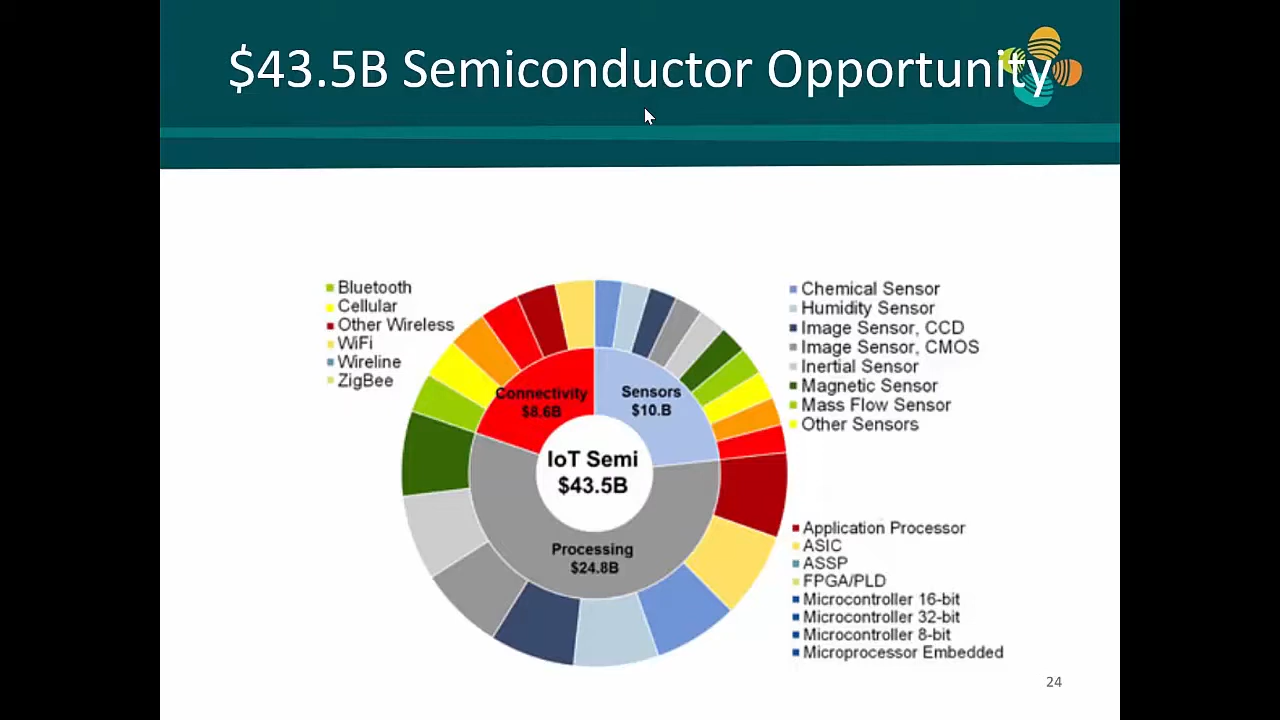 $43.5B Semiconductor Opportunity
Bluetooth
Cellular
Other Wireless
WiFi
Wireline
ZigBee
Chemical Sensor
Humidity Sensor
Image Sensor, CCD
Image Sensor, CMOS
Inertial Sensor
Magnetic Sensor
Mass Flow Sensor
Other Sensors
Connectivity
$8.6B
Sensors
$10.B
IoT Semi
$43.5B
Processing
$24.8B
Application Processor
ASIC
ASSP
FPGA/PLD
Microcontroller 16-bit
Microcontroller 32-bit
Microcontroller 8-bit
Microprocessor Embedded
24